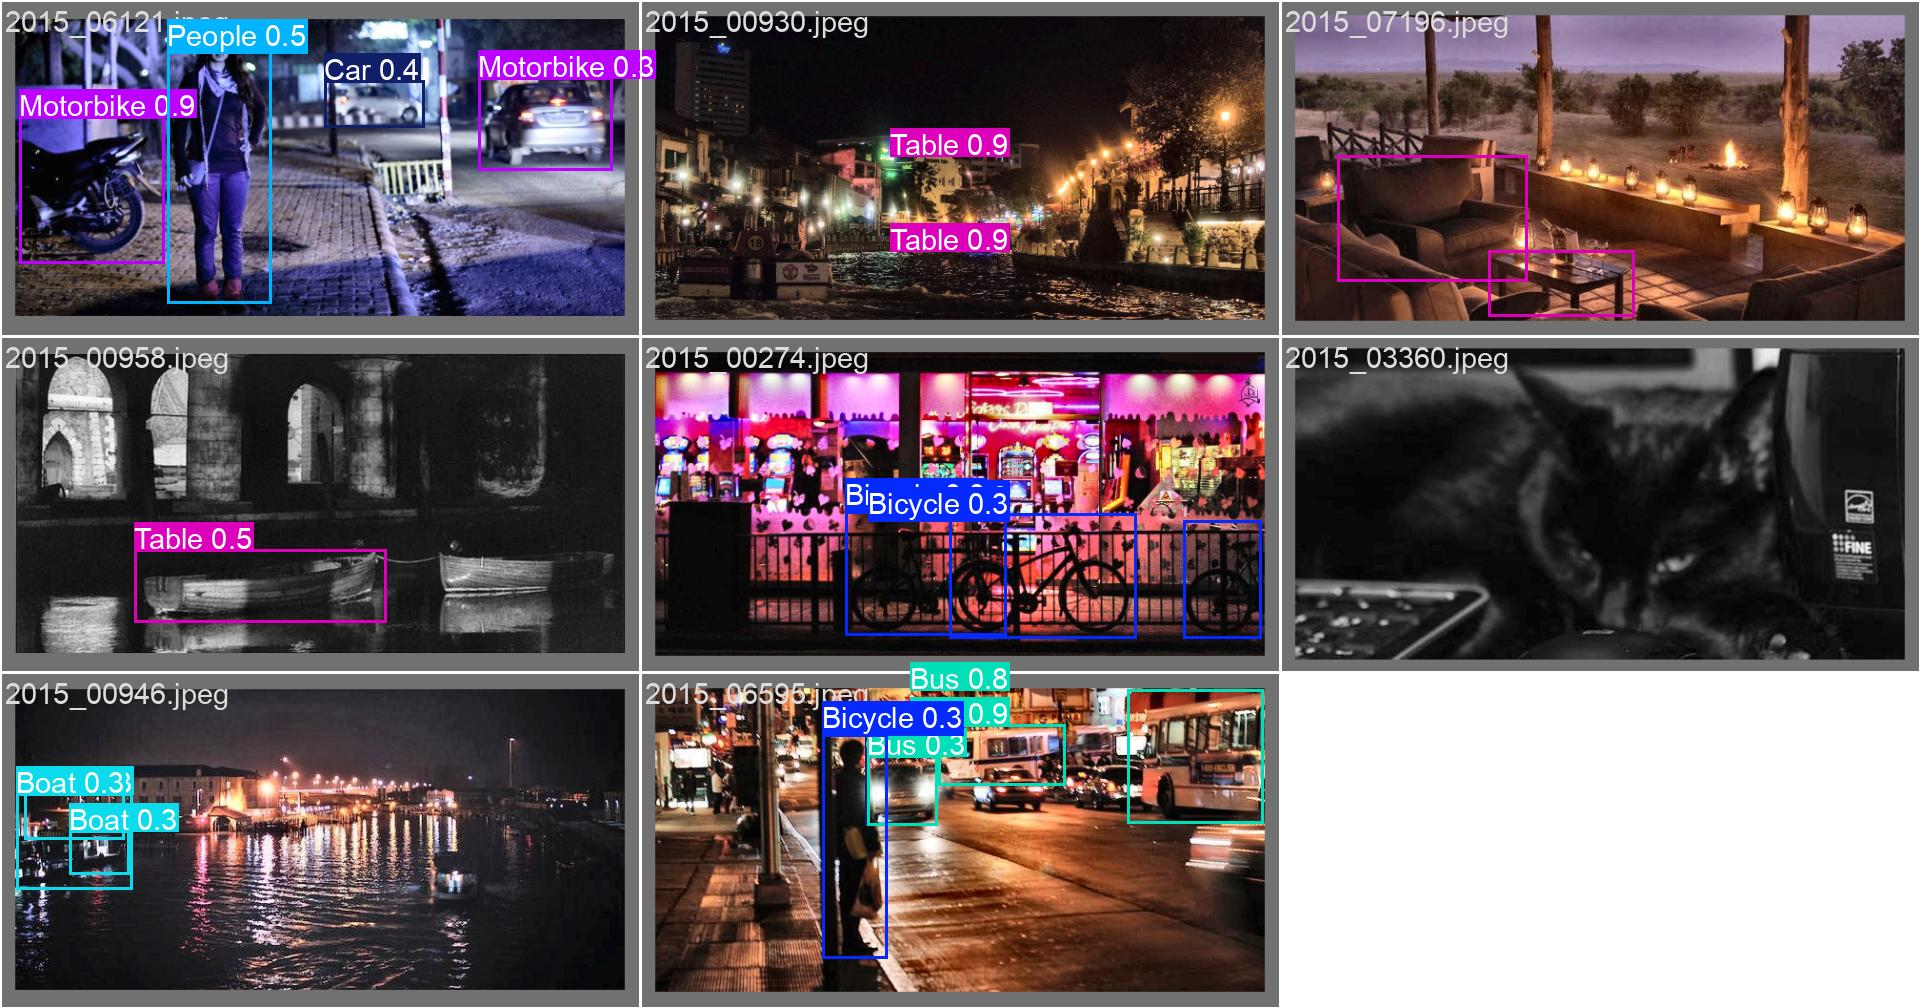 2015_06121.jpeg
People 0.5
Car 0.4
Motorbike 0.3
Motorbike 0.9
2015_00930.jpeg
Table 0.9
Table 0.9
18
2015_07196.jpeg
2015_00958.jpeg
Table 0.5
2015_00274.jpeg
Bicycle 0.3
2015_03360.jpeg
FINE
2015_00946.jpeg
Boat 0.3
Boat 0.3
2015_06595.jpeg
Bus 0.8
0.9
Bicycle 0.3
Bus 0.3